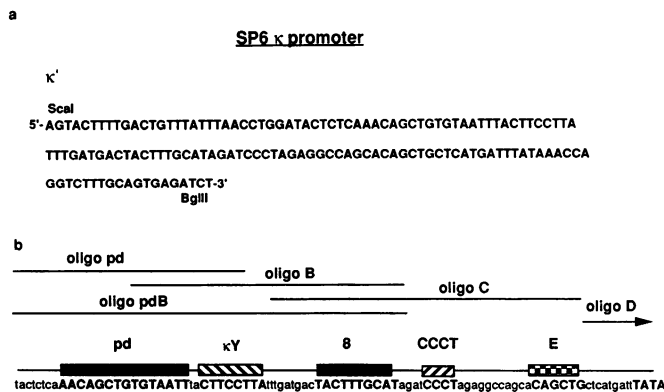 a
SP6 κ promoter
κ'
ScaI
5'-AGTACTTTTGACTGTTTATTTAACCTGGATACTCTCAAACAGCTGTGTAATTTACTTCCTTA
TTTGATGACTACTTTGCATAGATCCCTAGAGGCCAGCACAGCTGCTCATGATTTATAAACCA
GGTCTTTGCAGTGAGATCT-3'
BglII
b
oligo pd
oligo B
oligo C
oligo pdB
oligo D
pd κY 8 CCCT E
tactctcaAACAGCTGTGTAATTtaCTTCCTTAtttgatgacTACTTTGCATagatCCCTagaggccagcaCAGCTGctcatgattTATA